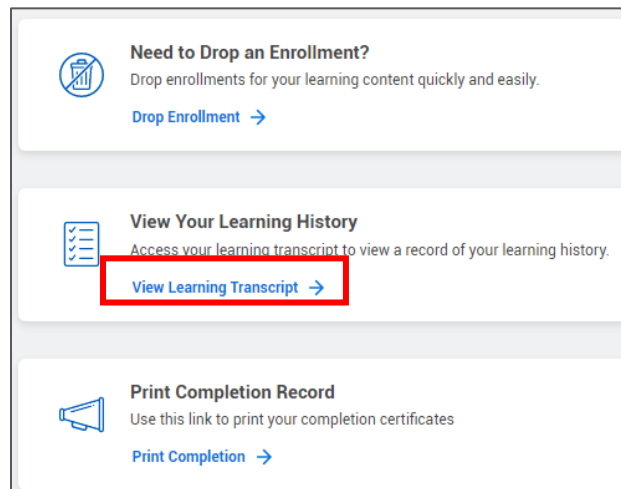 Need to Drop an Enrollment?
Drop enrollments for your learning content quickly and easily.
Drop Enrollment →
View Your Learning History
Access your learning transcript to view a record of your learning history.
View Learning Transcript →
Print Completion Record
Use this link to print your completion certificates
Print Completion →